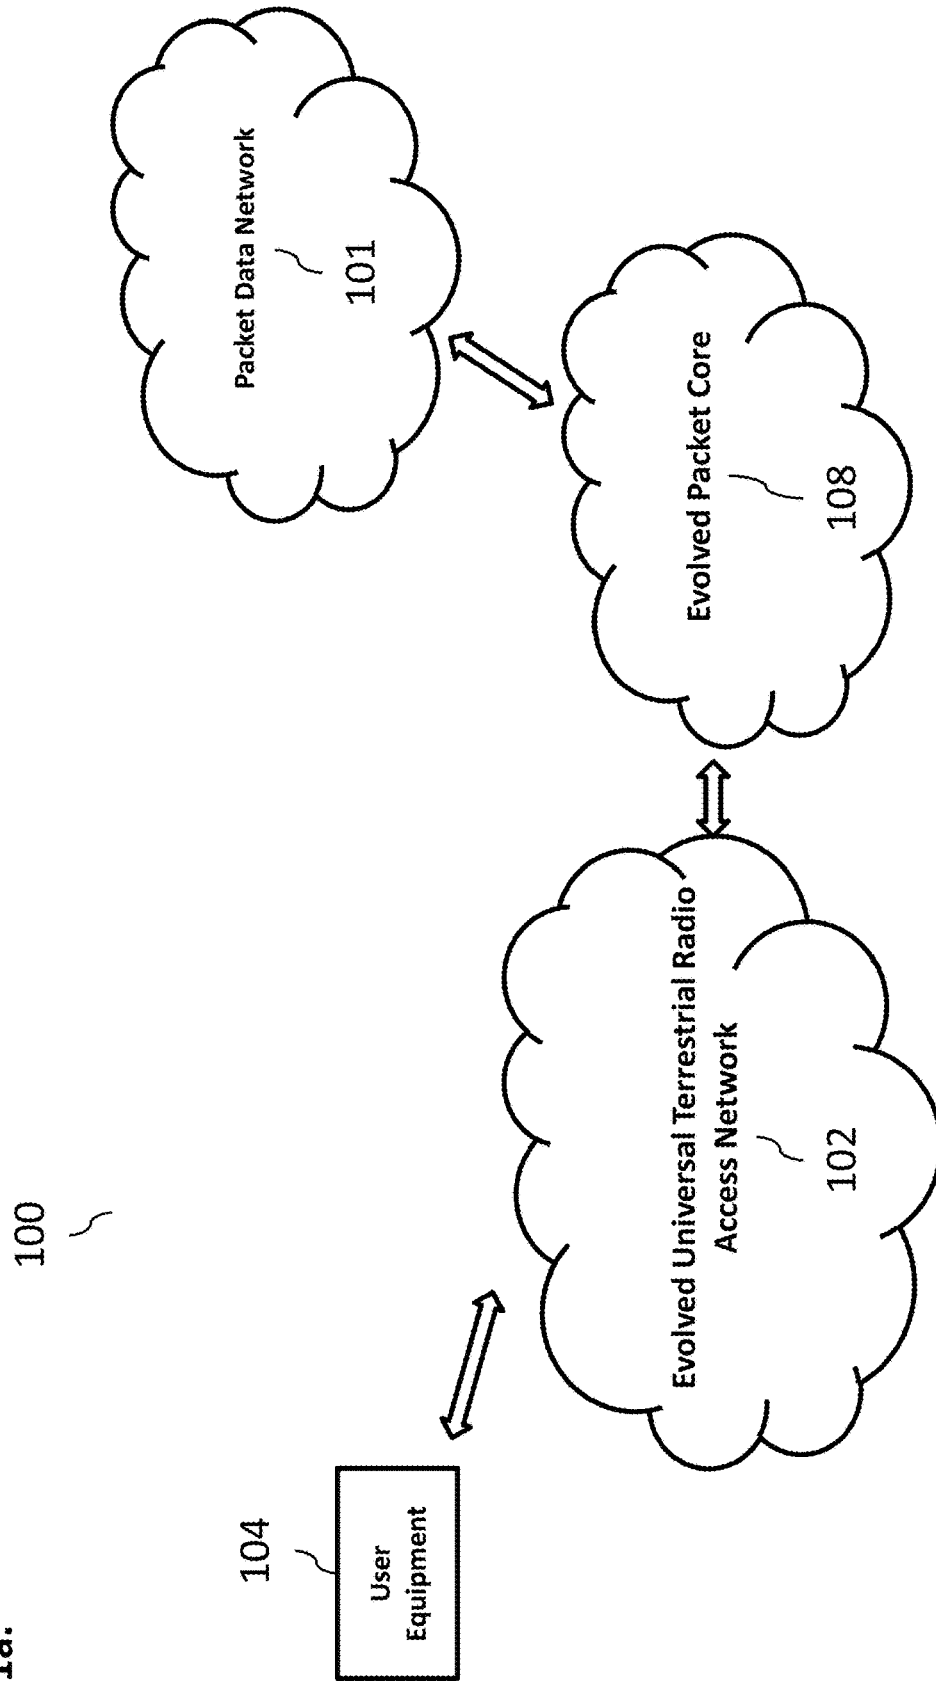 1a.
100
104
User
Equipment
Evolved Universal Terrestrial Radio
Access Network
102
Evolved Packet Core
108
Packet Data Network
101